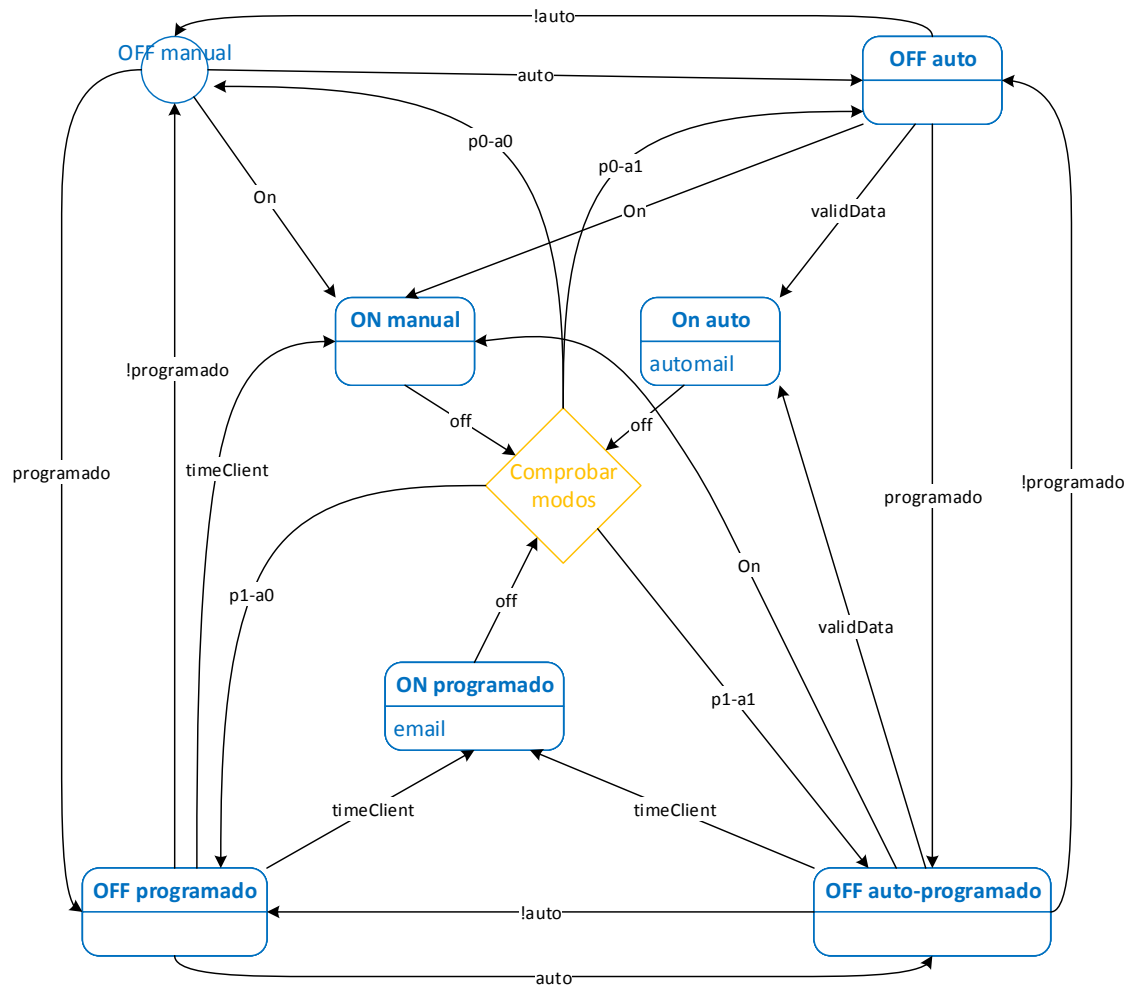 !auto
OFF manual
OFF auto
auto
p0-a0
p0-a1
On
On
validData
ON manual
On auto
automail
!programado
off
off
programado
timeClient
Comprobar
modos
programado
!programado
On
p1-a0
off
validData
ON programado
email
p1-a1
timeClient
timeClient
OFF programado
OFF auto-programado
!auto
auto